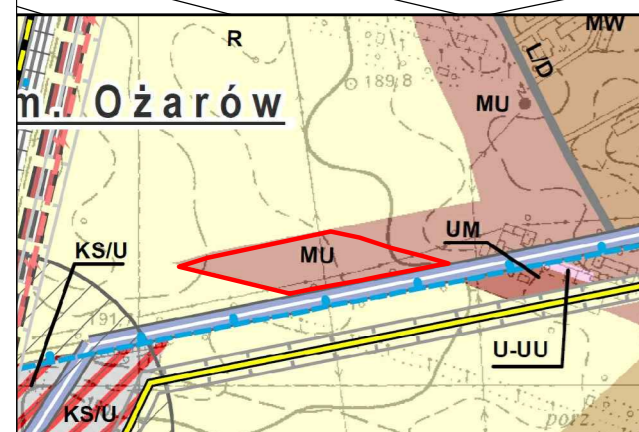 R
MW
L/D
189,8
MU
m. Ożarów
UM
KS/U
MU
191
U-UU
KS/U
porz.